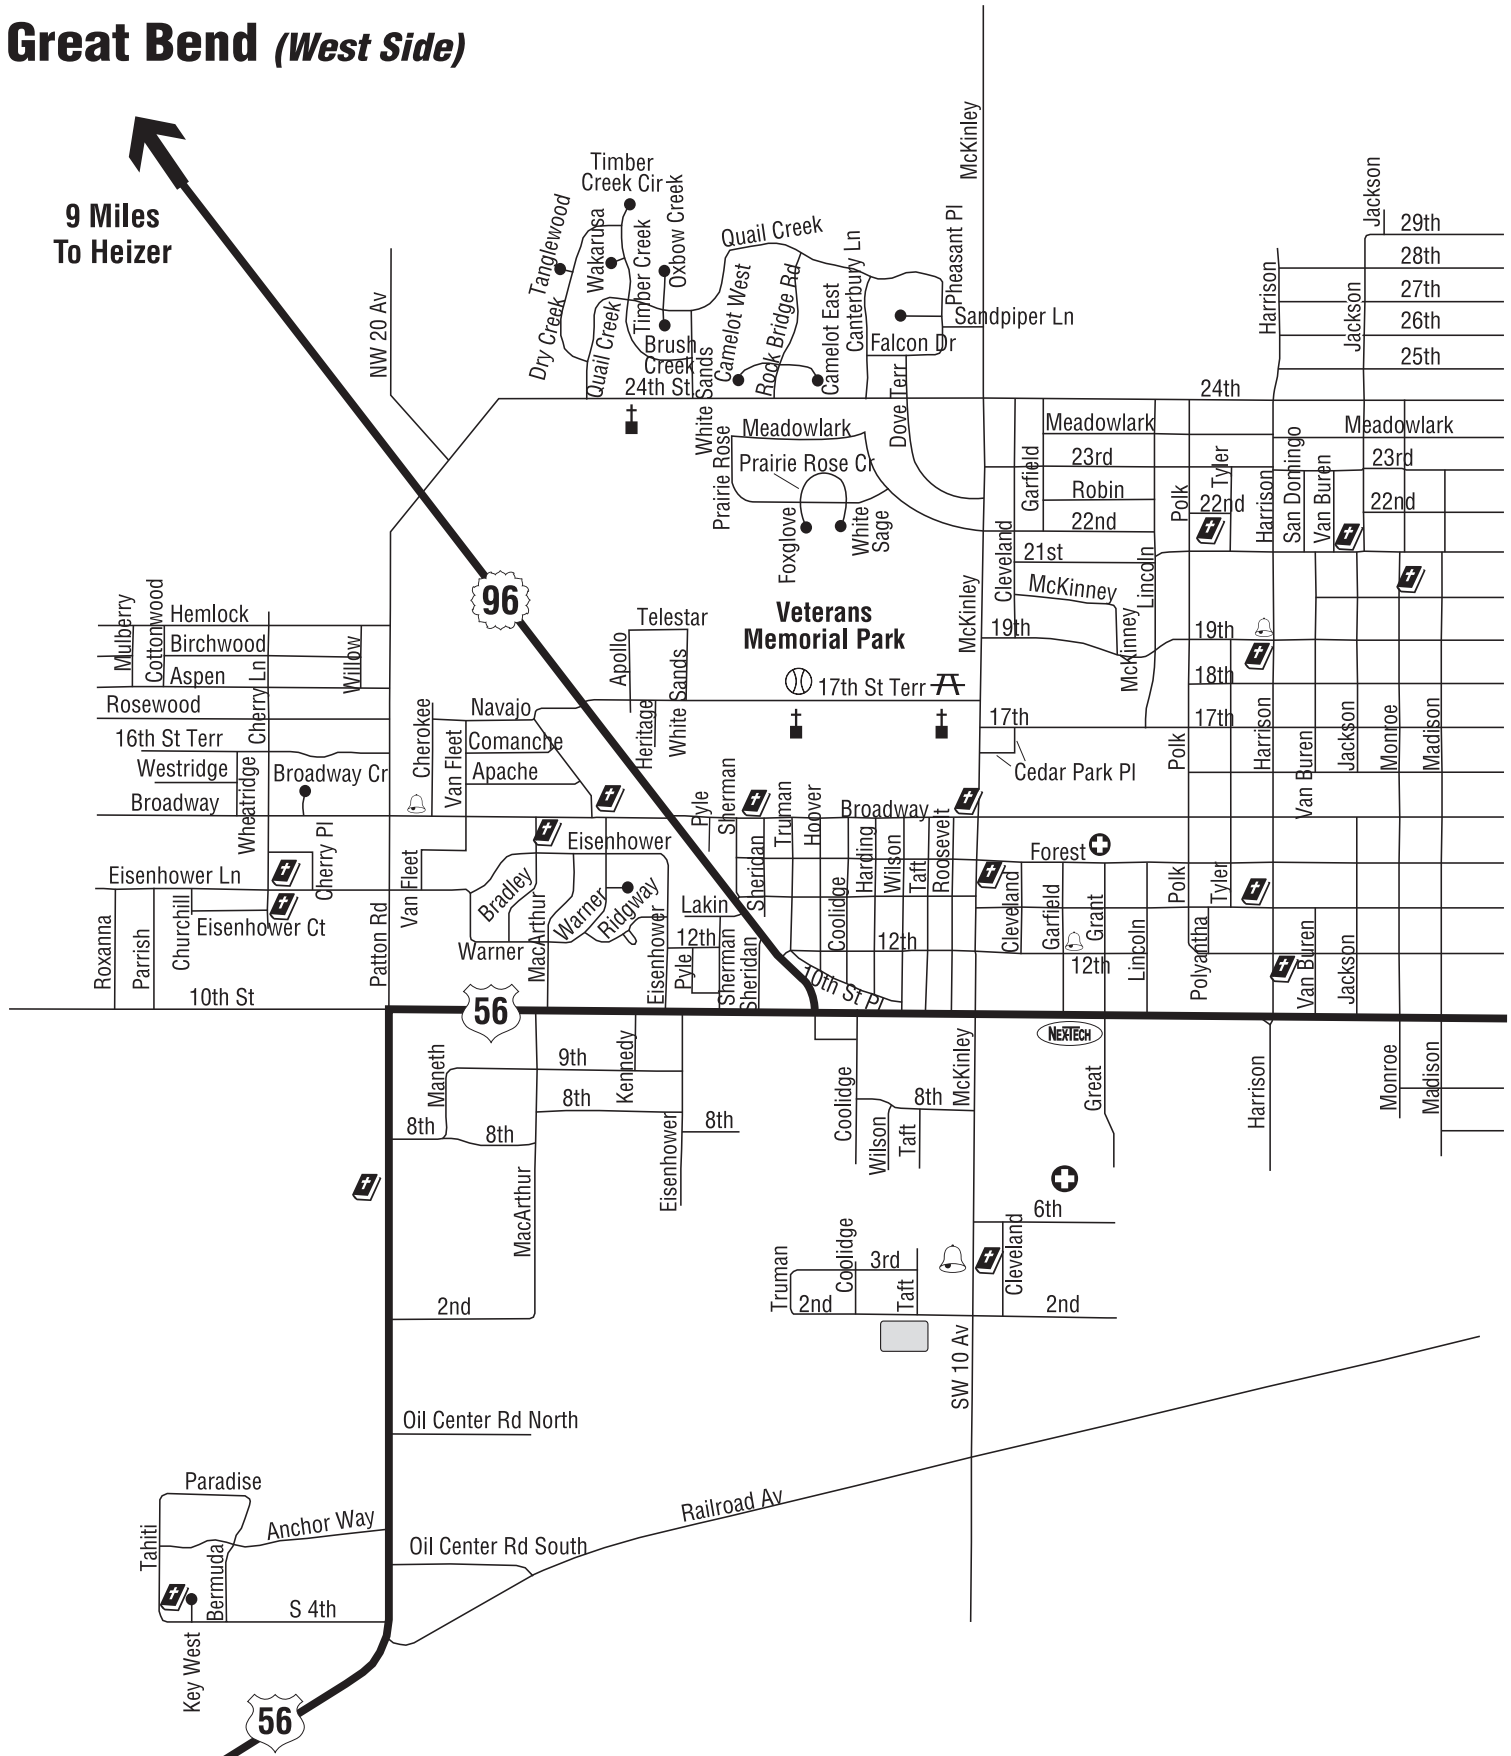 Great Bend (West Side)
9 Miles
To Heizer
NW 20 Av
Timber
Creek Cir
Tanglewood
Wakarusa
Timber Creek
Oxbow Creek
Dry Creek
Quail Creek
Brush
Creek
24th St
White Sands
Camelot West
Quail Creek
Rock Bridge Rd
Camelot East
Canterbury Ln
Falcon Dr
Dove Terr
Pheasant Pl
Sandpiper Ln
McKinley
Jackson
29th
28th
27th
26th
25th
Harrison
Jackson
24th
Meadowlark
Prairie Rose
Prairie Rose Cr
Foxglove
White
Sage
Garfield
Meadowlark
23rd
Robin
22nd
Polk
Tyler
22nd
Harrison
San Domingo
Van Buren
Meadowlark
23rd
22nd
Cleveland
21st
McKinney
Lincoln
McKinney
McKinley
19th
19th
18th
17th
17th
96
Veterans
Memorial Park
17th St Terr
Telestar
Apollo
Heritage
White Sands
Mulberry
Cottonwood
Hemlock
Birchwood
Aspen
Rosewood
Cherry Ln
Willow
16th St Terr
Westridge
Broadway
Wheatridge
Broadway Cr
Cherry Pl
Cherokee
Van Fleet
Navajo
Comanche
Apache
Cedar Park Pl
Polk
Harrison
Van Buren
Jackson
Monroe
Madison
Pyle
Sherman
Truman
Hoover
Broadway
Sheridan
Harding
Wilson
Taft
Roosevelt
Forest
Eisenhower
Eisenhower Ln
Eisenhower Ct
Roxanna
Parrish
Churchill
Patton Rd
Van Fleet
Bradley
Warner
MacArthur
Warner
Ridgway
Eisenhower
Lakin
12th
Pyle
Sherman
Sheridan
Coolidge
12th
10th St Pl
Cleveland
Garfield
Grant
12th
Lincoln
Polk
Tyler
Polyantha
Van Buren
Jackson
10th St
56
NEX-TECH
Maneth
9th
Kennedy
8th
8th
8th
8th
Eisenhower
MacArthur
Coolidge
Wilson
Taft
8th
McKinley
Great
Harrison
Monroe
Madison
6th
Cleveland
Truman
Coolidge
3rd
2nd
Taft
2nd
2nd
SW 10 Av
Oil Center Rd North
Railroad Av
Oil Center Rd South
Paradise
Anchor Way
Tahiti
Bermuda
S 4th
Key West
56